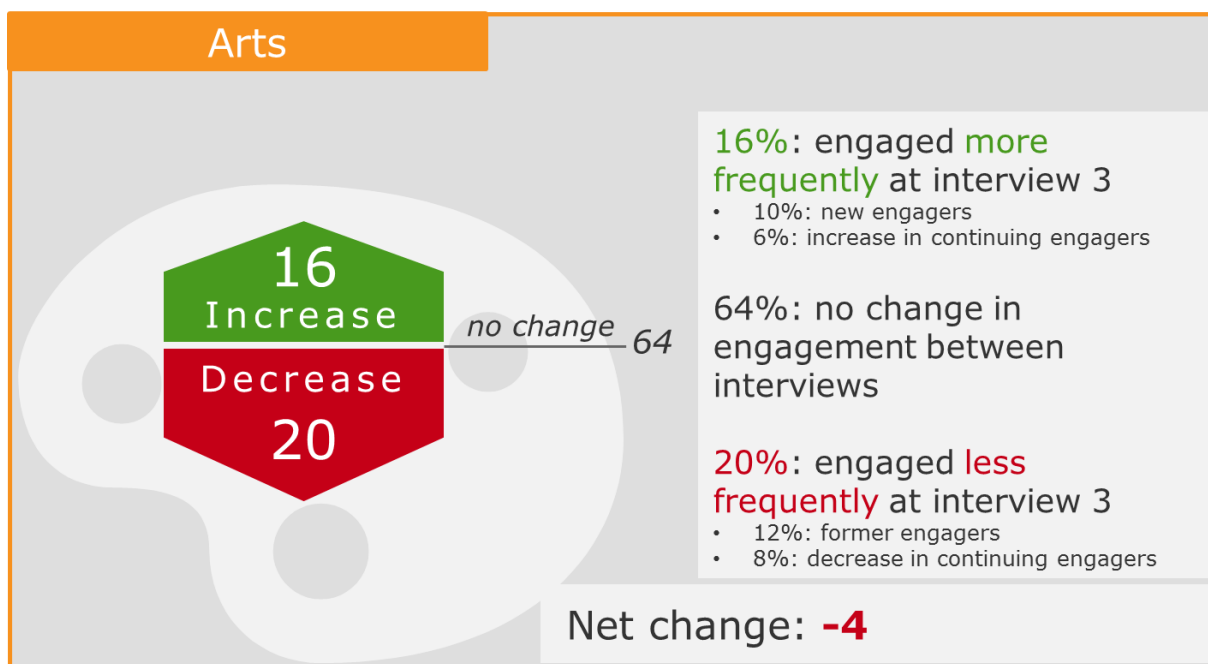 Arts
16
Increase
no change
64
Decrease
20
16%: engaged more
frequently at interview 3
• 10%: new engagers
• 6%: increase in continuing engagers
64%: no change in
engagement between
interviews
20%: engaged less
frequently at interview 3
• 12%: former engagers
• 8%: decrease in continuing engagers
Net change: -4